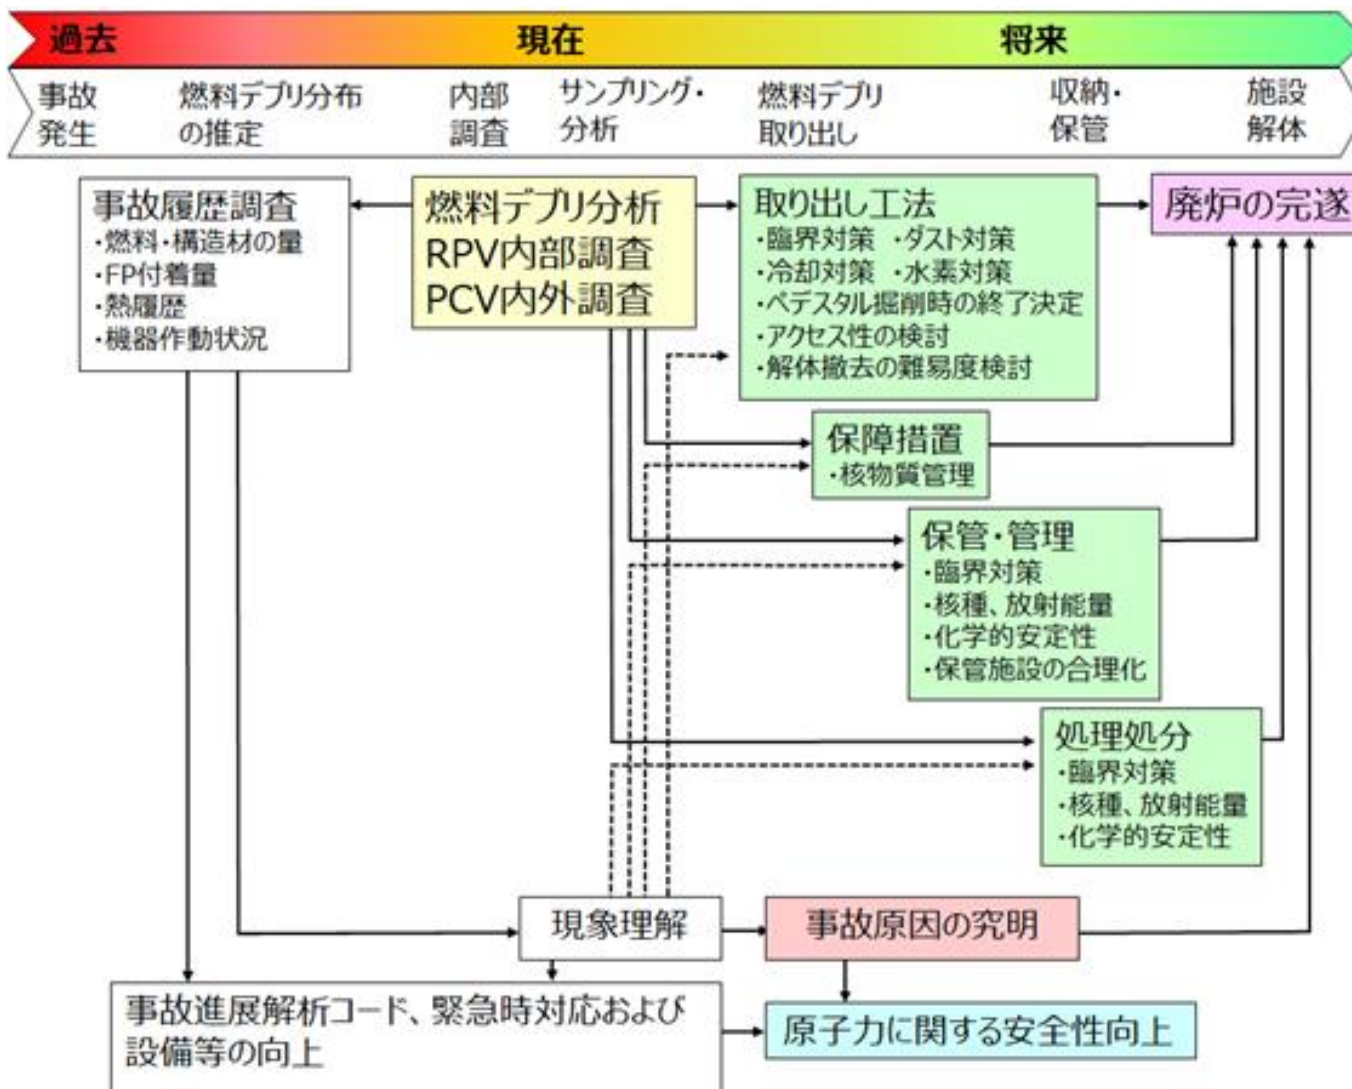 過去 現在 将来
事故 燃料デブリ分布 内部 サンプリング・ 燃料デブリ 収納・ 施設
発生 の推定 調査 分析 取り出し 保管 解体
事故履歴調査
・燃料・構造材の量
・FP付着量
・熱履歴
・機器作動状況
燃料デブリ分析
RPV内部調査
PCV内外調査
取り出し工法
・臨界対策 ・ダスト対策
・冷却対策 ・水素対策
・ペデスタル掘削時の終了決定
・アクセス性の検討
・解体撤去の難易度検討
廃炉の完遂
保障措置
・核物質管理
保管・管理
・臨界対策
・核種、放射能量
・化学的安定性
・保管施設の合理化
処理処分
・臨界対策
・核種、放射能量
・化学的安定性
現象理解
事故原因の究明
事故進展解析コード、緊急時対応および
設備等の向上
原子力に関する安全性向上